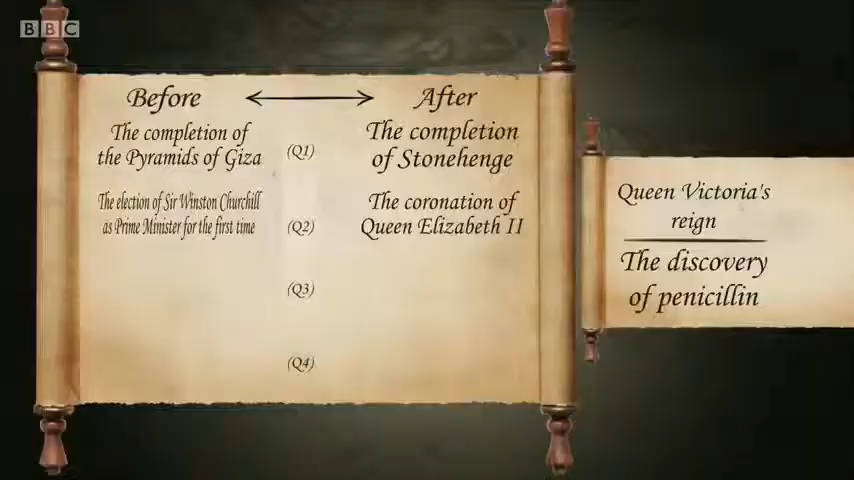 BBC
Before
After
The completion of
the Pyramids of Giza
(Q1)
The completion
of Stonehenge
The election of Sir Winston Churchill
as Prime Minister for the first time
(Q2)
The coronation of
Queen Elizabeth II
(Q3)
(Q4)
Queen Victoria's
reign
The discovery
of penicillin